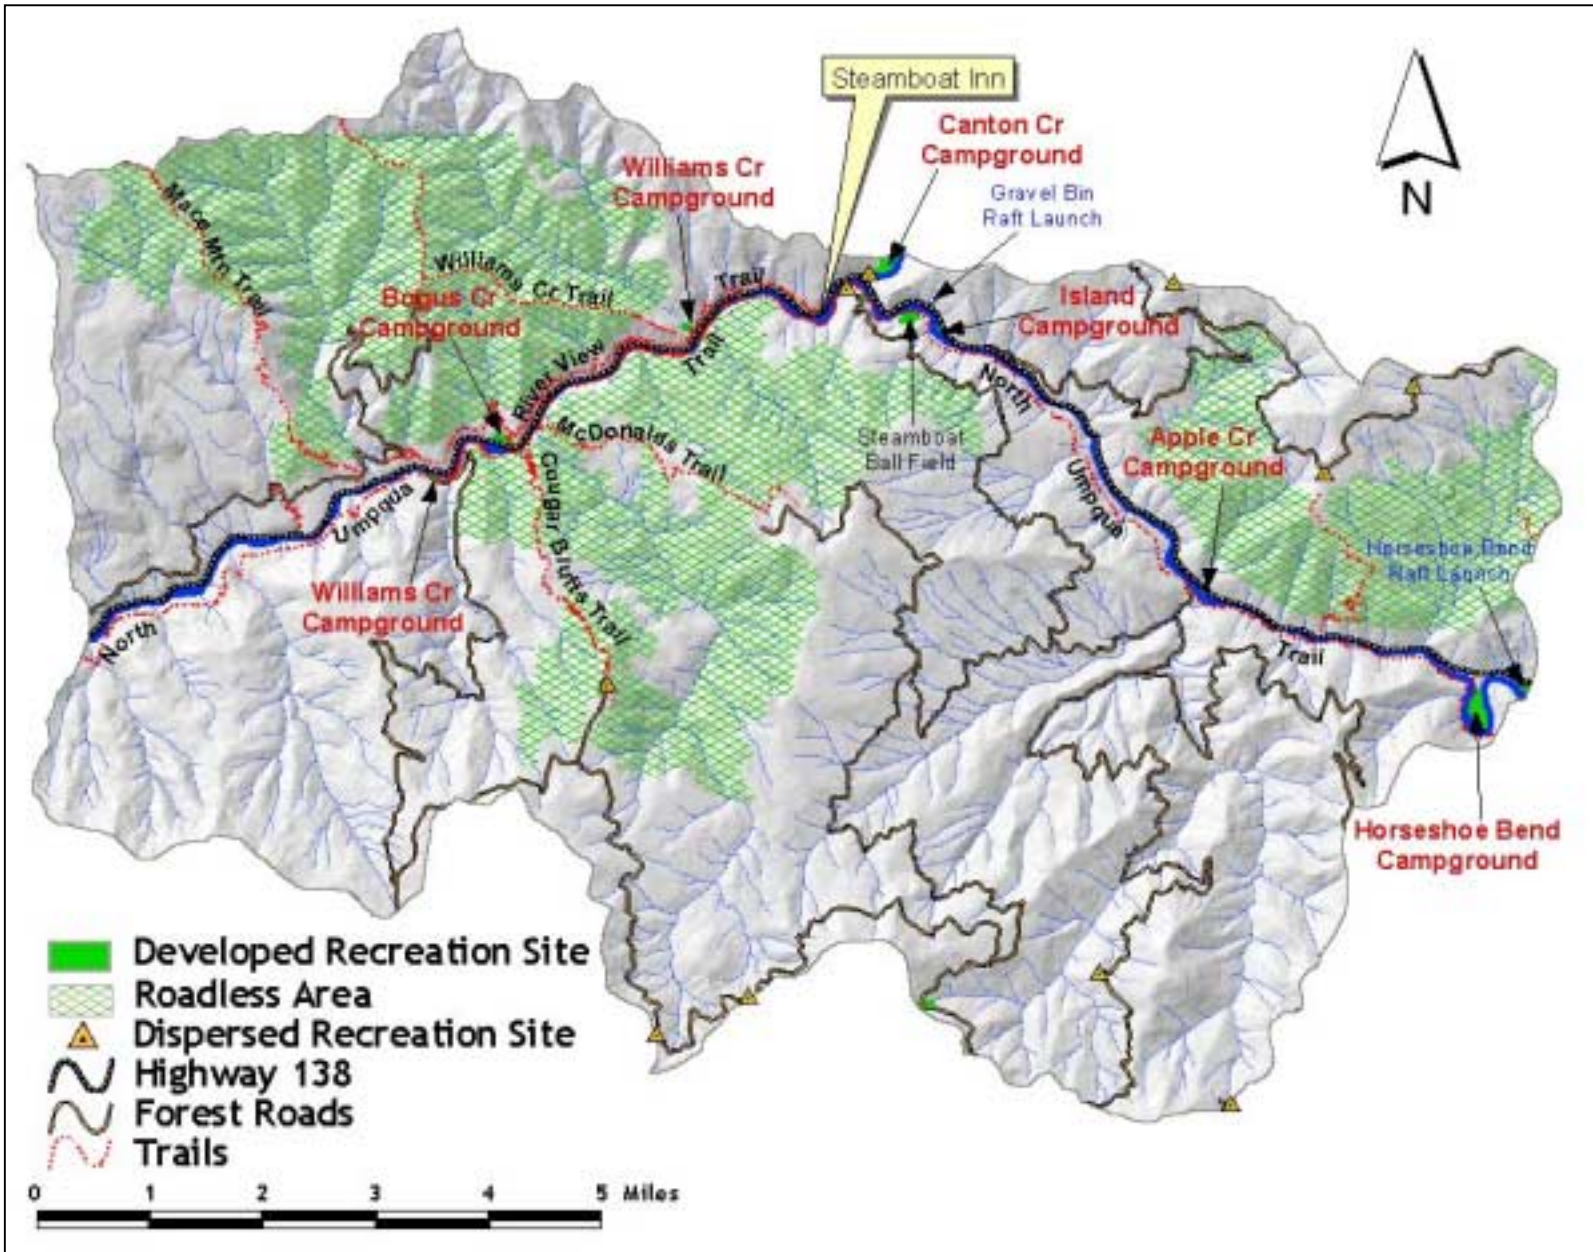 Steamboat Inn
Canton Cr
Campground
Williams Cr
Campground
Gravel Bin
Raft Launch
Mace Mtn Trail
Williams Cr Trail
Trail
Bogus Cr
Campground
Island
Campground
River View
Trail
North
McDonalds Trail
Steamboat
Ball Field
Apple Cr
Campground
Cougar Bluffs Trail
Umpqua
Umpqua
Horseshoe Bend
Raft Launch
Williams Cr
Campground
North
Trail
Horseshoe Bend
Campground
N
Developed Recreation Site
Roadless Area
Dispersed Recreation Site
Highway 138
Forest Roads
Trails
0 1 2 3 4 5 Miles